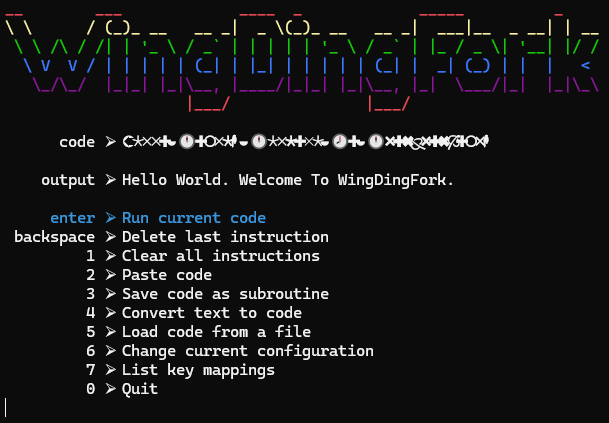 WingDingFork
code ➢
output ➢ Hello World. Welcome To WingDingFork.
enter ➢ Run current code
backspace ➢ Delete last instruction
1 ➢ Clear all instructions
2 ➢ Paste code
3 ➢ Save code as subroutine
4 ➢ Convert text to code
5 ➢ Load code from a file
6 ➢ Change current configuration
7 ➢ List key mappings
0 ➢ Quit